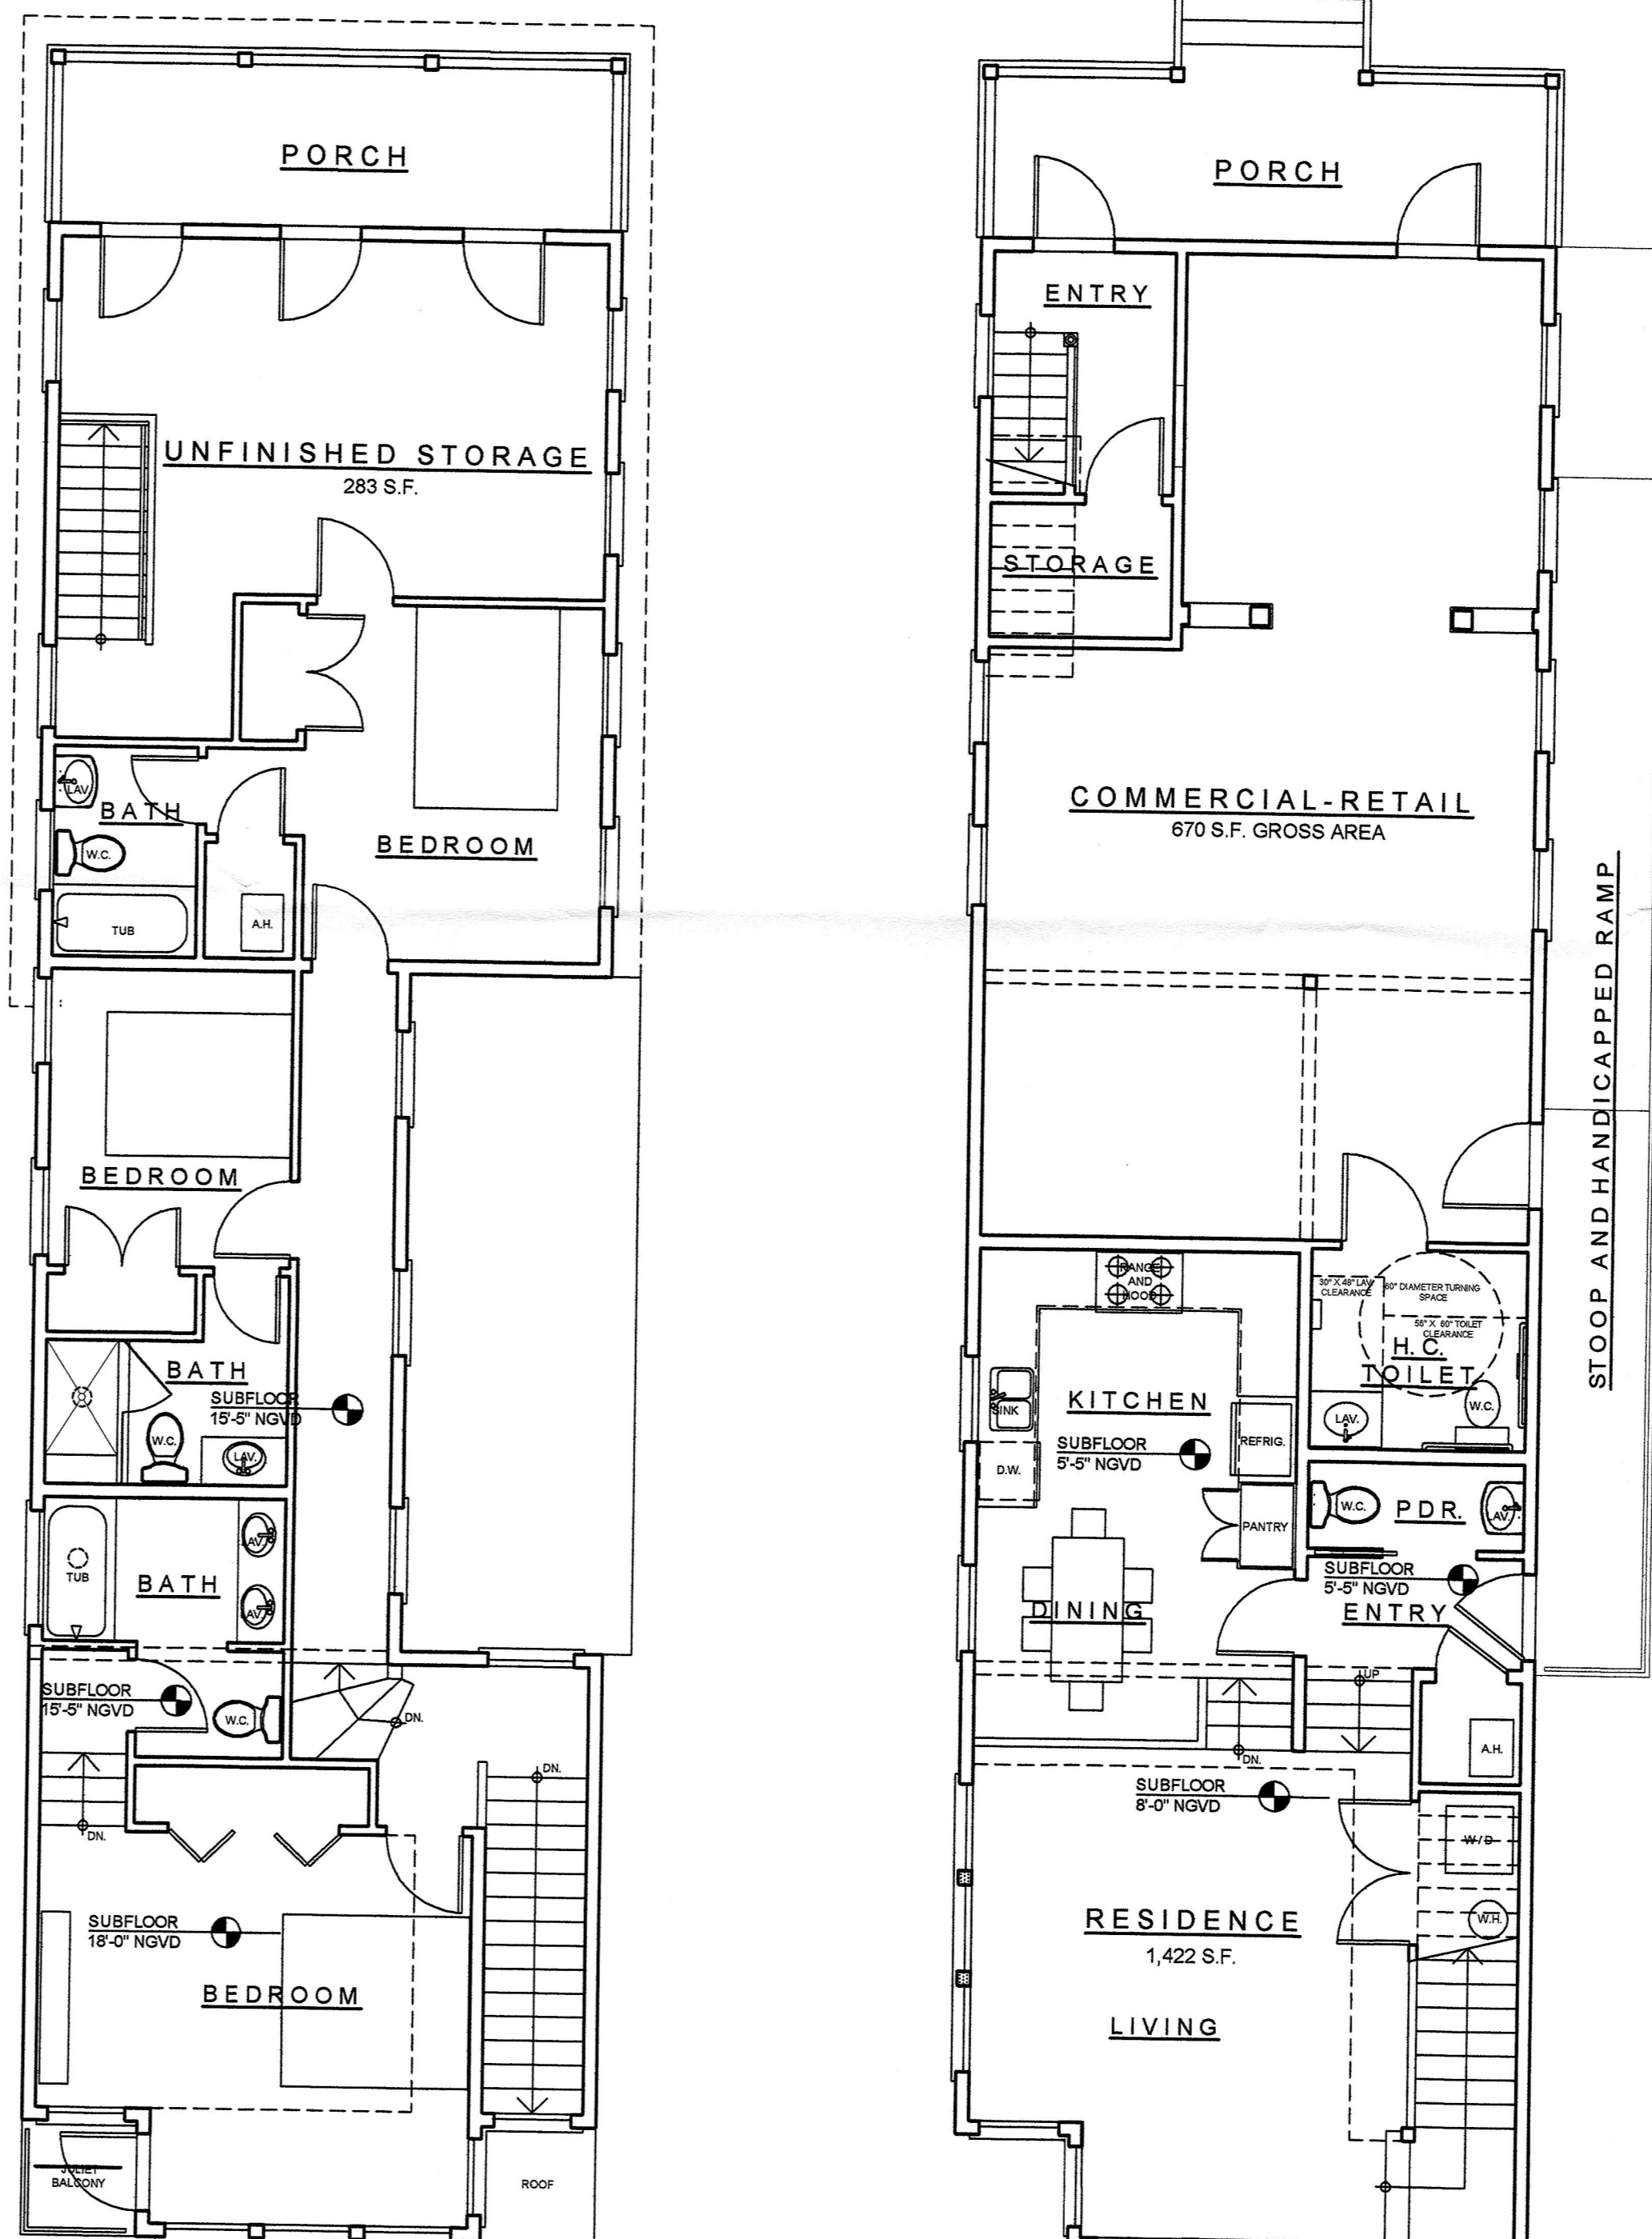 PORCH
UNFINISHED STORAGE
283 S.F.
LAV.
BATH
W.C.
TUB
A.H.
BEDROOM
BEDROOM
BATH
SUBFLOOR
15'-5" NGVD
W.C.
LAV.
TUB
BATH
LAV.
LAV.
SUBFLOOR
15'-5" NGVD
W.C.
DN.
DN.
DN.
SUBFLOOR
18'-0" NGVD
BEDROOM
JULIET
BALCONY
ROOF
PORCH
ENTRY
STORAGE
COMMERCIAL-RETAIL
670 S.F. GROSS AREA
STOOP AND HANDICAPPED RAMP
RANGE
AND
HOOD
30" X 48" LAV.
CLEARANCE
60" DIAMETER TURNING
SPACE
56" X 60" TOILET
CLEARANCE
H.C.
TOILET
LAV.
W.C.
KITCHEN
SINK
SUBFLOOR
5'-5" NGVD
REFRIG.
D.W.
PANTRY
W.C.
PDR.
LAV.
SUBFLOOR
5'-5" NGVD
ENTRY
DINING
UP
DN.
A.H.
SUBFLOOR
8'-0" NGVD
W/D
W.H.
RESIDENCE
1,422 S.F.
LIVING